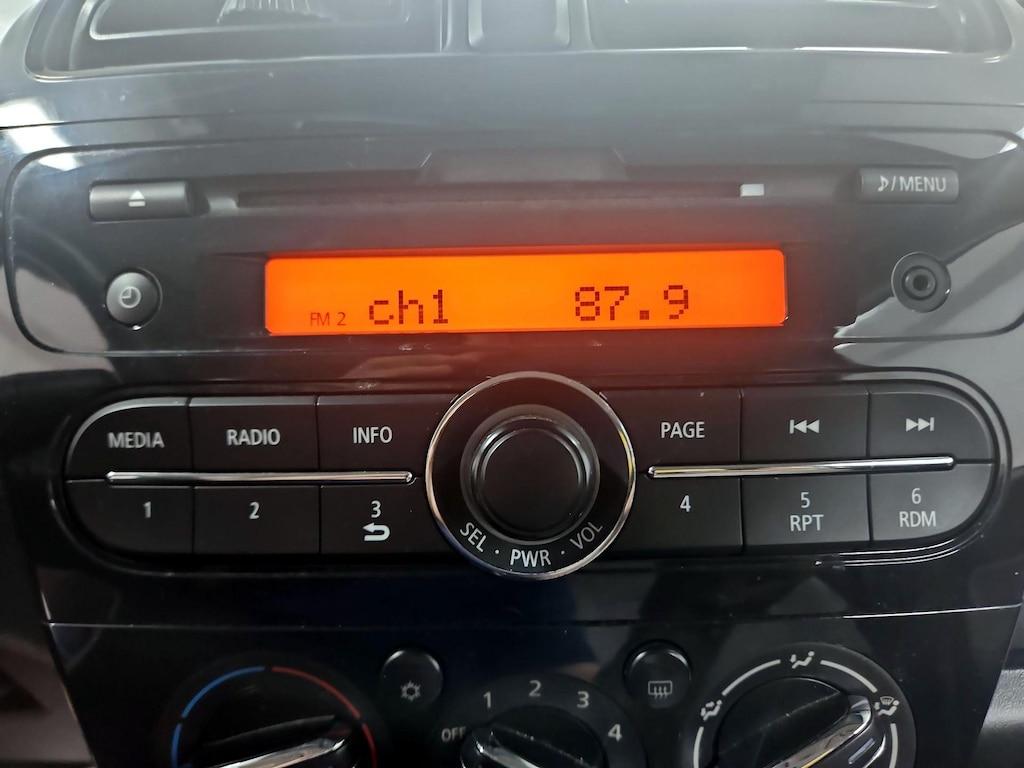 ♪/MENU
FM 2 ch1 87.9
MEDIA RADIO INFO PAGE
1 2 3 4 5 6
RPT RDM
SEL · PWR · VOL
OFF 1 2 3 4